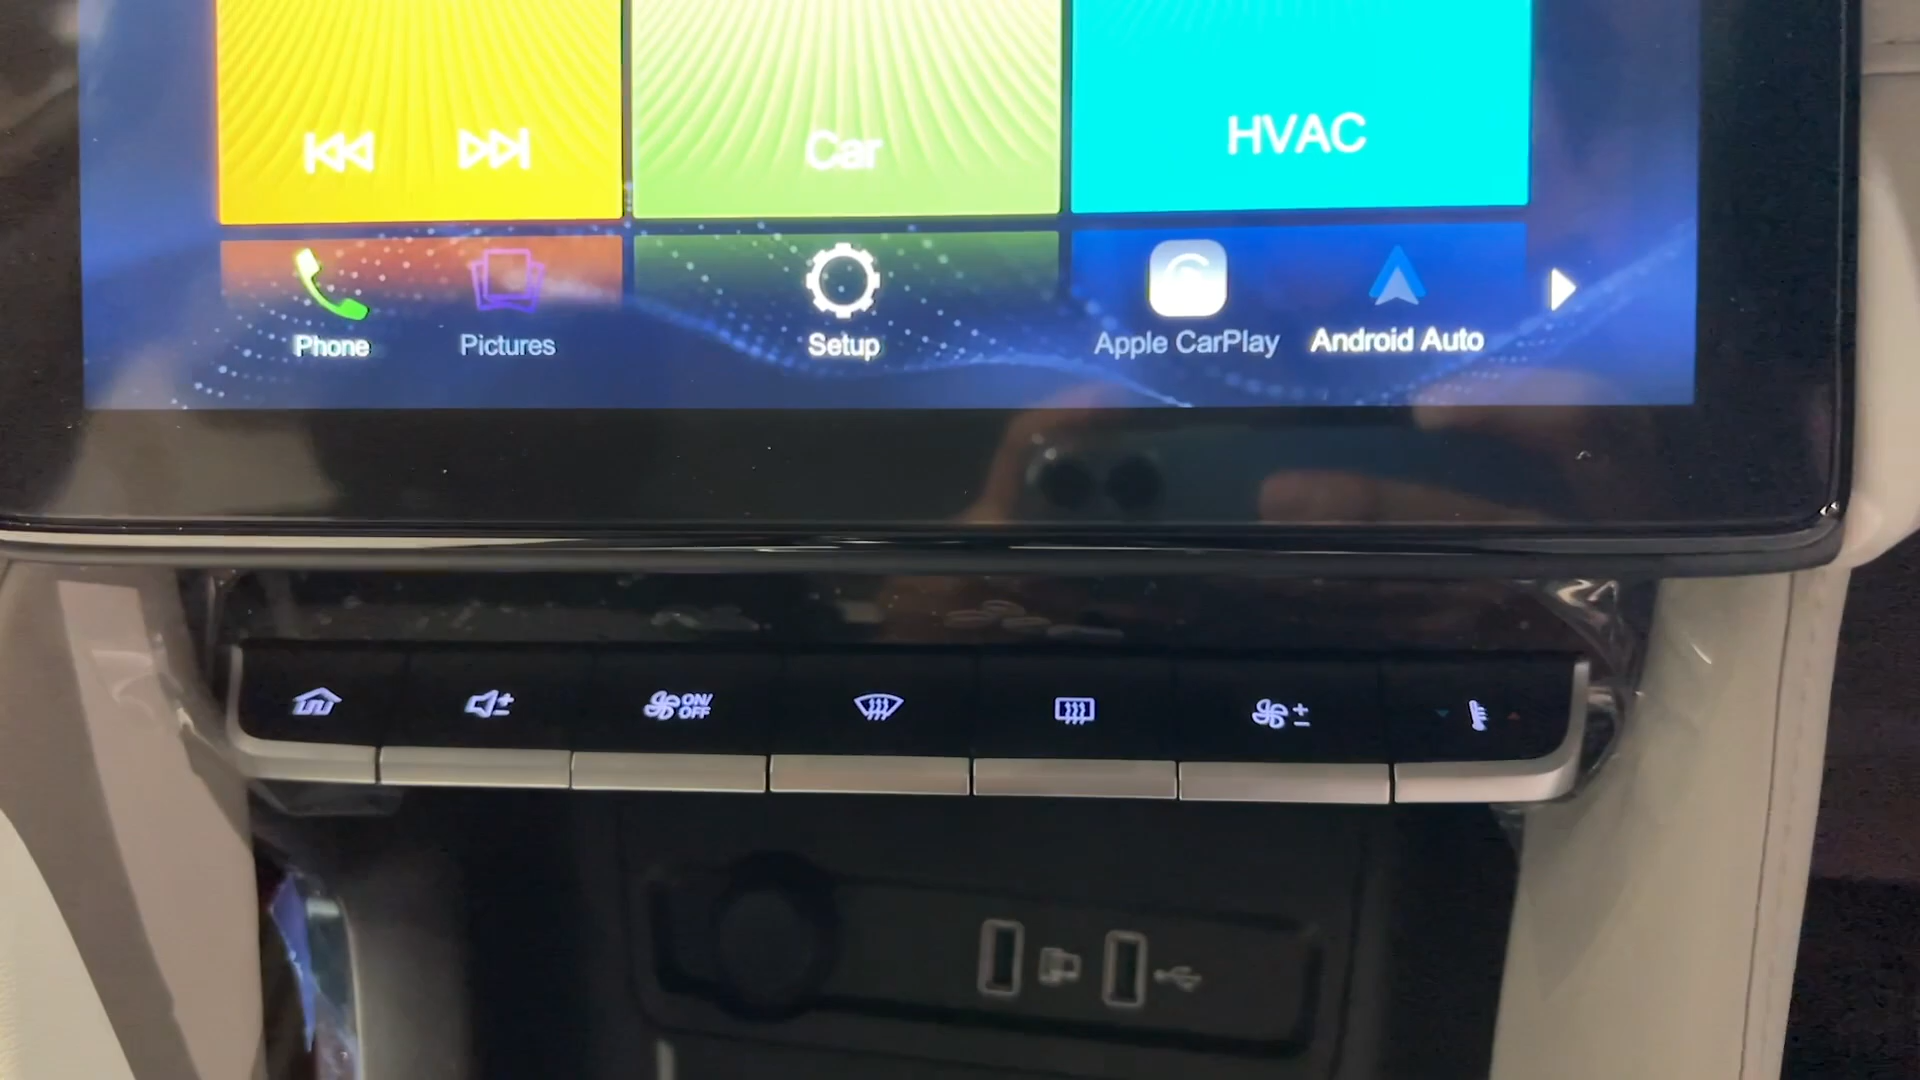 Car
HVAC
Phone
Pictures
Setup
Apple CarPlay
Android Auto
ON/
OFF